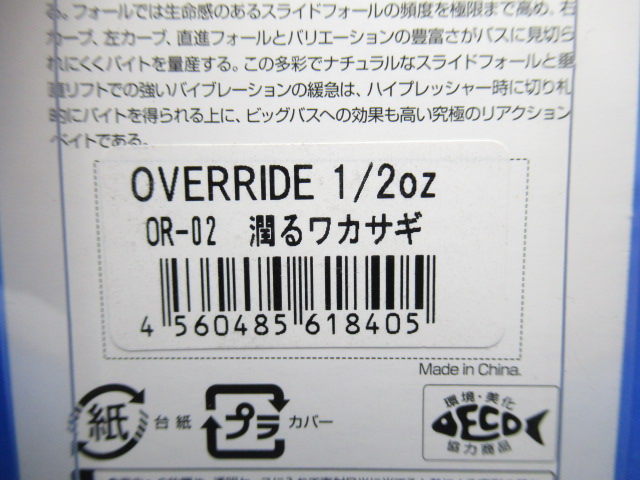 る。フォールでは生命感のあるスライドフォールの頻度を極限まで高め、右
カーブ、左カーブ、直進フォールとバリエーションの豊富さがバスに見切ら
れにくくバイトを量産する。この多彩でナチュラルなスライドフォールと垂
直リフトでの強いバイブレーションの緩急は、ハイプレッシャー時に切り札
的にバイトを得られる上に、ビッグバスへの効果も高い究極のリアクション
ベイトである。
OVERRIDE 1/2oz
OR-02 潤るワカサギ
4 560485 618405
Made in China.
紙 台紙 プラ カバー
環境・美化
ECO
協力商品